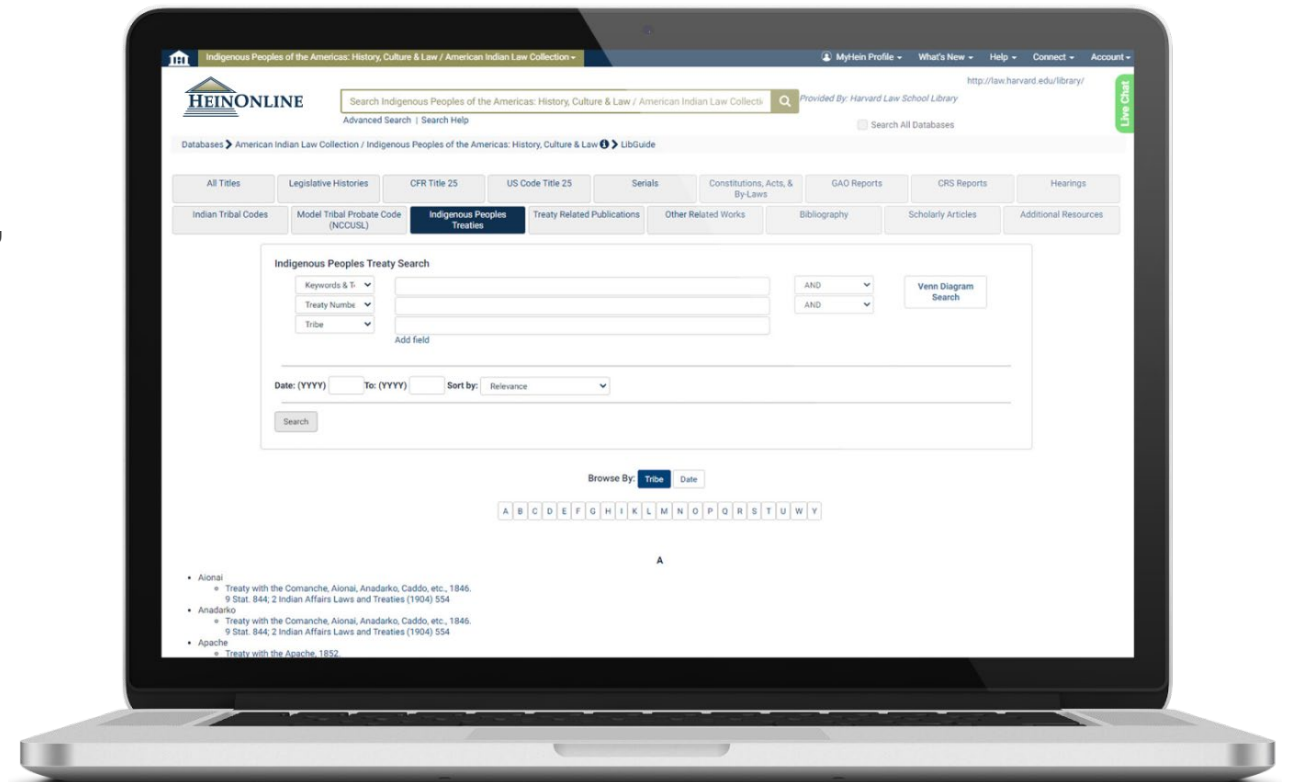 Indigenous Peoples of the Americas: History, Culture & Law / American Indian Law Collection
MyHein Profile What's New Help Connect Account
HEINONLINE
Search Indigenous Peoples of the Americas: History, Culture & Law / American Indian Law Collecti
Advanced Search | Search Help
http://law.harvard.edu/library/
Provided By: Harvard Law School Library
Search All Databases
Live Chat
Databases American Indian Law Collection / Indigenous Peoples of the Americas: History, Culture & Law LibGuide
All Titles Legislative Histories CFR Title 25 US Code Title 25 Serials Constitutions, Acts, & GAO Reports CRS Reports Hearings
By-Laws
Indian Tribal Codes Model Tribal Probate Code Indigenous Peoples Treaty Related Publications Other Related Works Bibliography Scholarly Articles Additional Resources
(NCCUSL) Treaties
Indigenous Peoples Treaty Search
Keywords & T AND Venn Diagram
Search
Treaty Numbe AND
Tribe
Add field
Date: (YYYY) To: (YYYY) Sort by: Relevance
Search
Browse By: Tribe Date
A B C D E F G H I K L M N O P Q R S T U W Y
A
• Aionai
Treaty with the Comanche, Aionai, Anadarko, Caddo, etc., 1846.
9 Stat. 844; 2 Indian Affairs Laws and Treaties (1904) 554
• Anadarko
Treaty with the Comanche, Aionai, Anadarko, Caddo, etc., 1846.
9 Stat. 844; 2 Indian Affairs Laws and Treaties (1904) 554
• Apache
Treaty with the Apache, 1852.